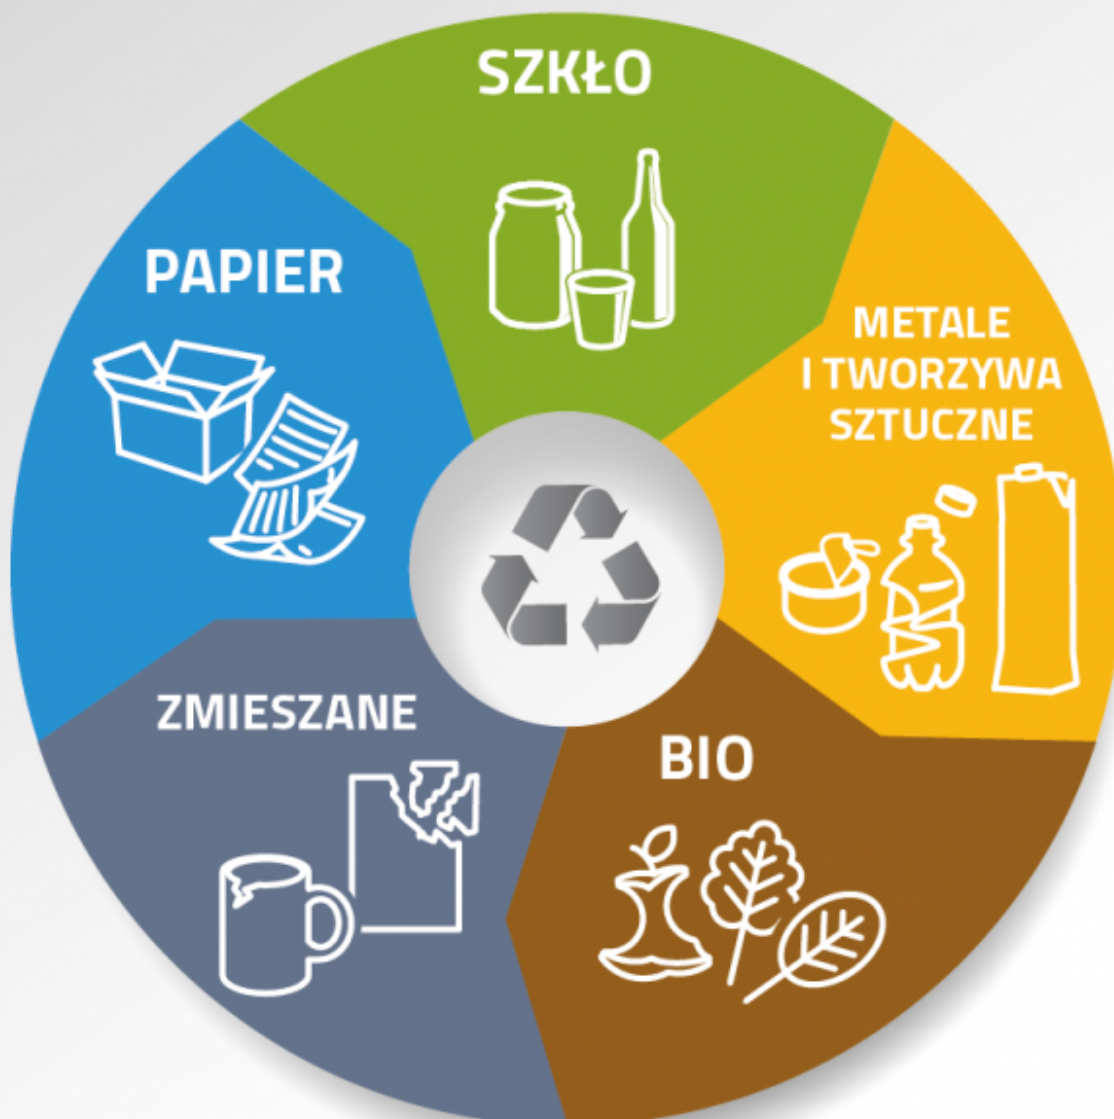 SZKŁO
PAPIER
METALE
I TWORZYWA
SZTUCZNE
ZMIESZANE
BIO